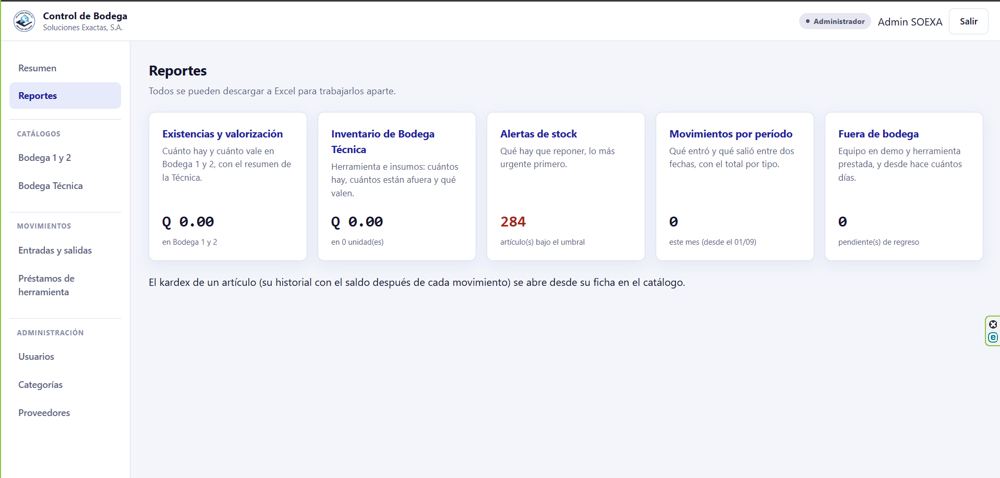 Control de Bodega
Soluciones Exactas, S.A.
Administrador
Admin SOEXA
Salir
Resumen
Reportes
CATÁLOGOS
Bodega 1 y 2
Bodega Técnica
MOVIMIENTOS
Entradas y salidas
Préstamos de
herramienta
ADMINISTRACIÓN
Usuarios
Categorías
Proveedores
Reportes
Todos se pueden descargar a Excel para trabajarlos aparte.
Existencias y valorización
Cuánto hay y cuánto vale en
Bodega 1 y 2, con el resumen de
la Técnica.
Q 0.00
en Bodega 1 y 2
Inventario de Bodega
Técnica
Herramienta e insumos: cuántos
hay, cuántos están afuera y qué
valen.
Q 0.00
en 0 unidad(es)
Alertas de stock
Qué hay que reponer, lo más
urgente primero.
284
artículo(s) bajo el umbral
Movimientos por período
Qué entró y qué salió entre dos
fechas, con el total por tipo.
0
este mes (desde el 01/09)
Fuera de bodega
Equipo en demo y herramienta
prestada, y desde hace cuántos
días.
0
pendiente(s) de regreso
El kardex de un artículo (su historial con el saldo después de cada movimiento) se abre desde su ficha en el catálogo.